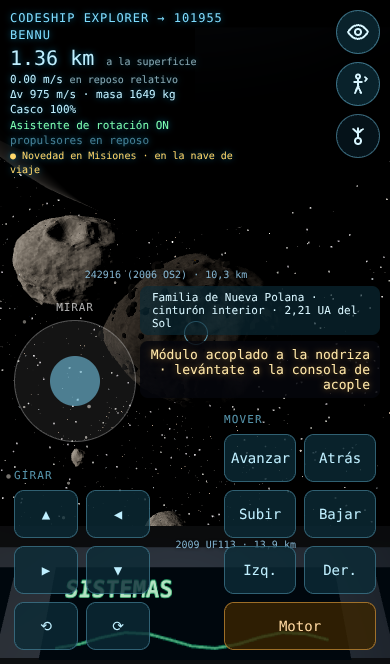 CODESHIP EXPLORER → 101955
BENNU
1.36 km a la superficie
0.00 m/s en reposo relativo
Δv 975 m/s · masa 1649 kg
Casco 100%
Asistente de rotación ON
propulsores en reposo
● Novedad en Misiones · en la nave de
viaje
242916 (2006 OS2) · 10,3 km
Familia de Nueva Polana ·
cinturón interior · 2,21 UA del
Sol
MIRAR
Módulo acoplado a la nodriza
· levántate a la consola de
acople
MOVER
Avanzar Atrás
GIRAR
▲ ◀ Subir Bajar
2009 UF113 · 13,9 km
▶ ▼ Izq. Der.
SISTEMAS
⟲ ⟳ Motor